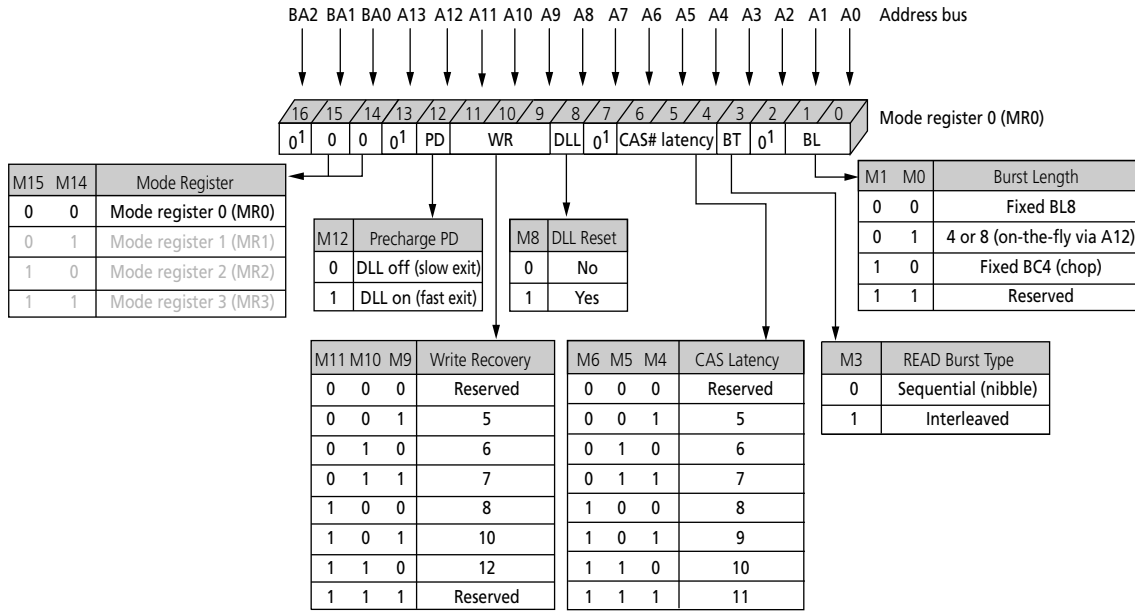 BA2 BA1 BA0 A13 A12 A11 A10 A9 A8 A7 A6 A5 A4 A3 A2 A1 A0 Address bus
16 15 14 13 12 11 10 9 8 7 6 5 4 3 2 1 0
Mode register 0 (MR0)
0¹ 0 0 0¹ PD WR DLL 0¹ CAS# latency BT 0¹ BL
M15 M14 Mode Register
0 0 Mode register 0 (MR0)
0 1 Mode register 1 (MR1)
1 0 Mode register 2 (MR2)
1 1 Mode register 3 (MR3)
M12 Precharge PD
0 DLL off (slow exit)
1 DLL on (fast exit)
M8 DLL Reset
0 No
1 Yes
M1 M0 Burst Length
0 0 Fixed BL8
0 1 4 or 8 (on-the-fly via A12)
1 0 Fixed BC4 (chop)
1 1 Reserved
M11 M10 M9 Write Recovery
0 0 0 Reserved
0 0 1 5
0 1 0 6
0 1 1 7
1 0 0 8
1 0 1 10
1 1 0 12
1 1 1 Reserved
M6 M5 M4 CAS Latency
0 0 0 Reserved
0 0 1 5
0 1 0 6
0 1 1 7
1 0 0 8
1 0 1 9
1 1 0 10
1 1 1 11
M3 READ Burst Type
0 Sequential (nibble)
1 Interleaved